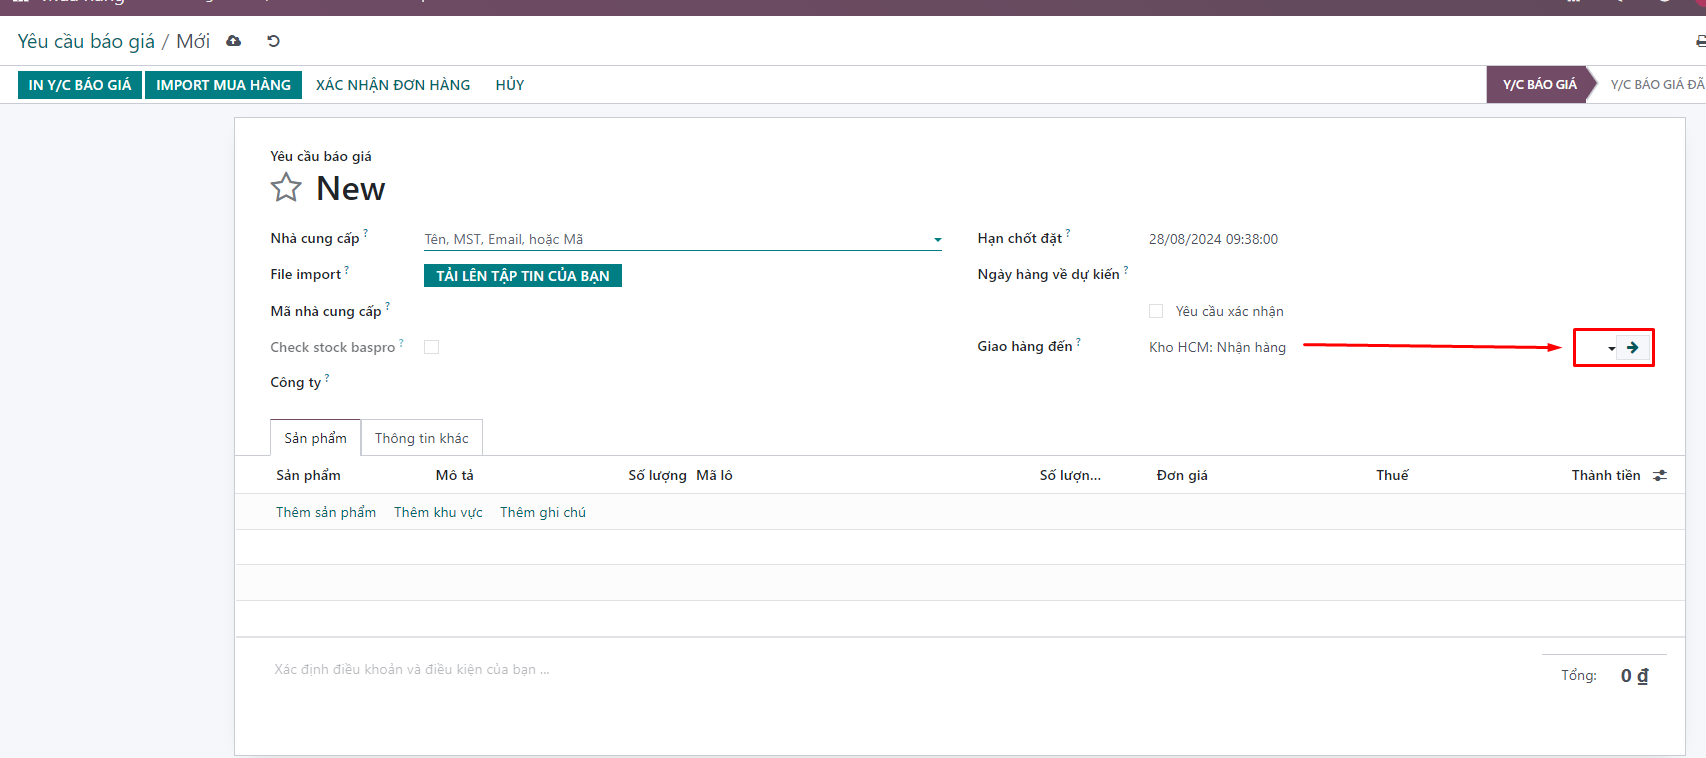 Yêu cầu báo giá / Mới
IN Y/C BÁO GIÁ IMPORT MUA HÀNG XÁC NHẬN ĐƠN HÀNG HỦY Y/C BÁO GIÁ Y/C BÁO GIÁ ĐÃ
Yêu cầu báo giá
New
Nhà cung cấp ? Tên, MST, Email, hoặc Mã
Hạn chốt đặt ? 28/08/2024 09:38:00
File import ? TẢI LÊN TẬP TIN CỦA BẠN
Ngày hàng về dự kiến ?
Mã nhà cung cấp ?
Yêu cầu xác nhận
Check stock baspro ?
Giao hàng đến ? Kho HCM: Nhận hàng
Công ty ?
Sản phẩm Thông tin khác
Sản phẩm Mô tả Số lượng Mã lô Số lượn... Đơn giá Thuế Thành tiền
Thêm sản phẩm Thêm khu vực Thêm ghi chú
Xác định điều khoản và điều kiện của bạn ...
Tổng: 0 ₫